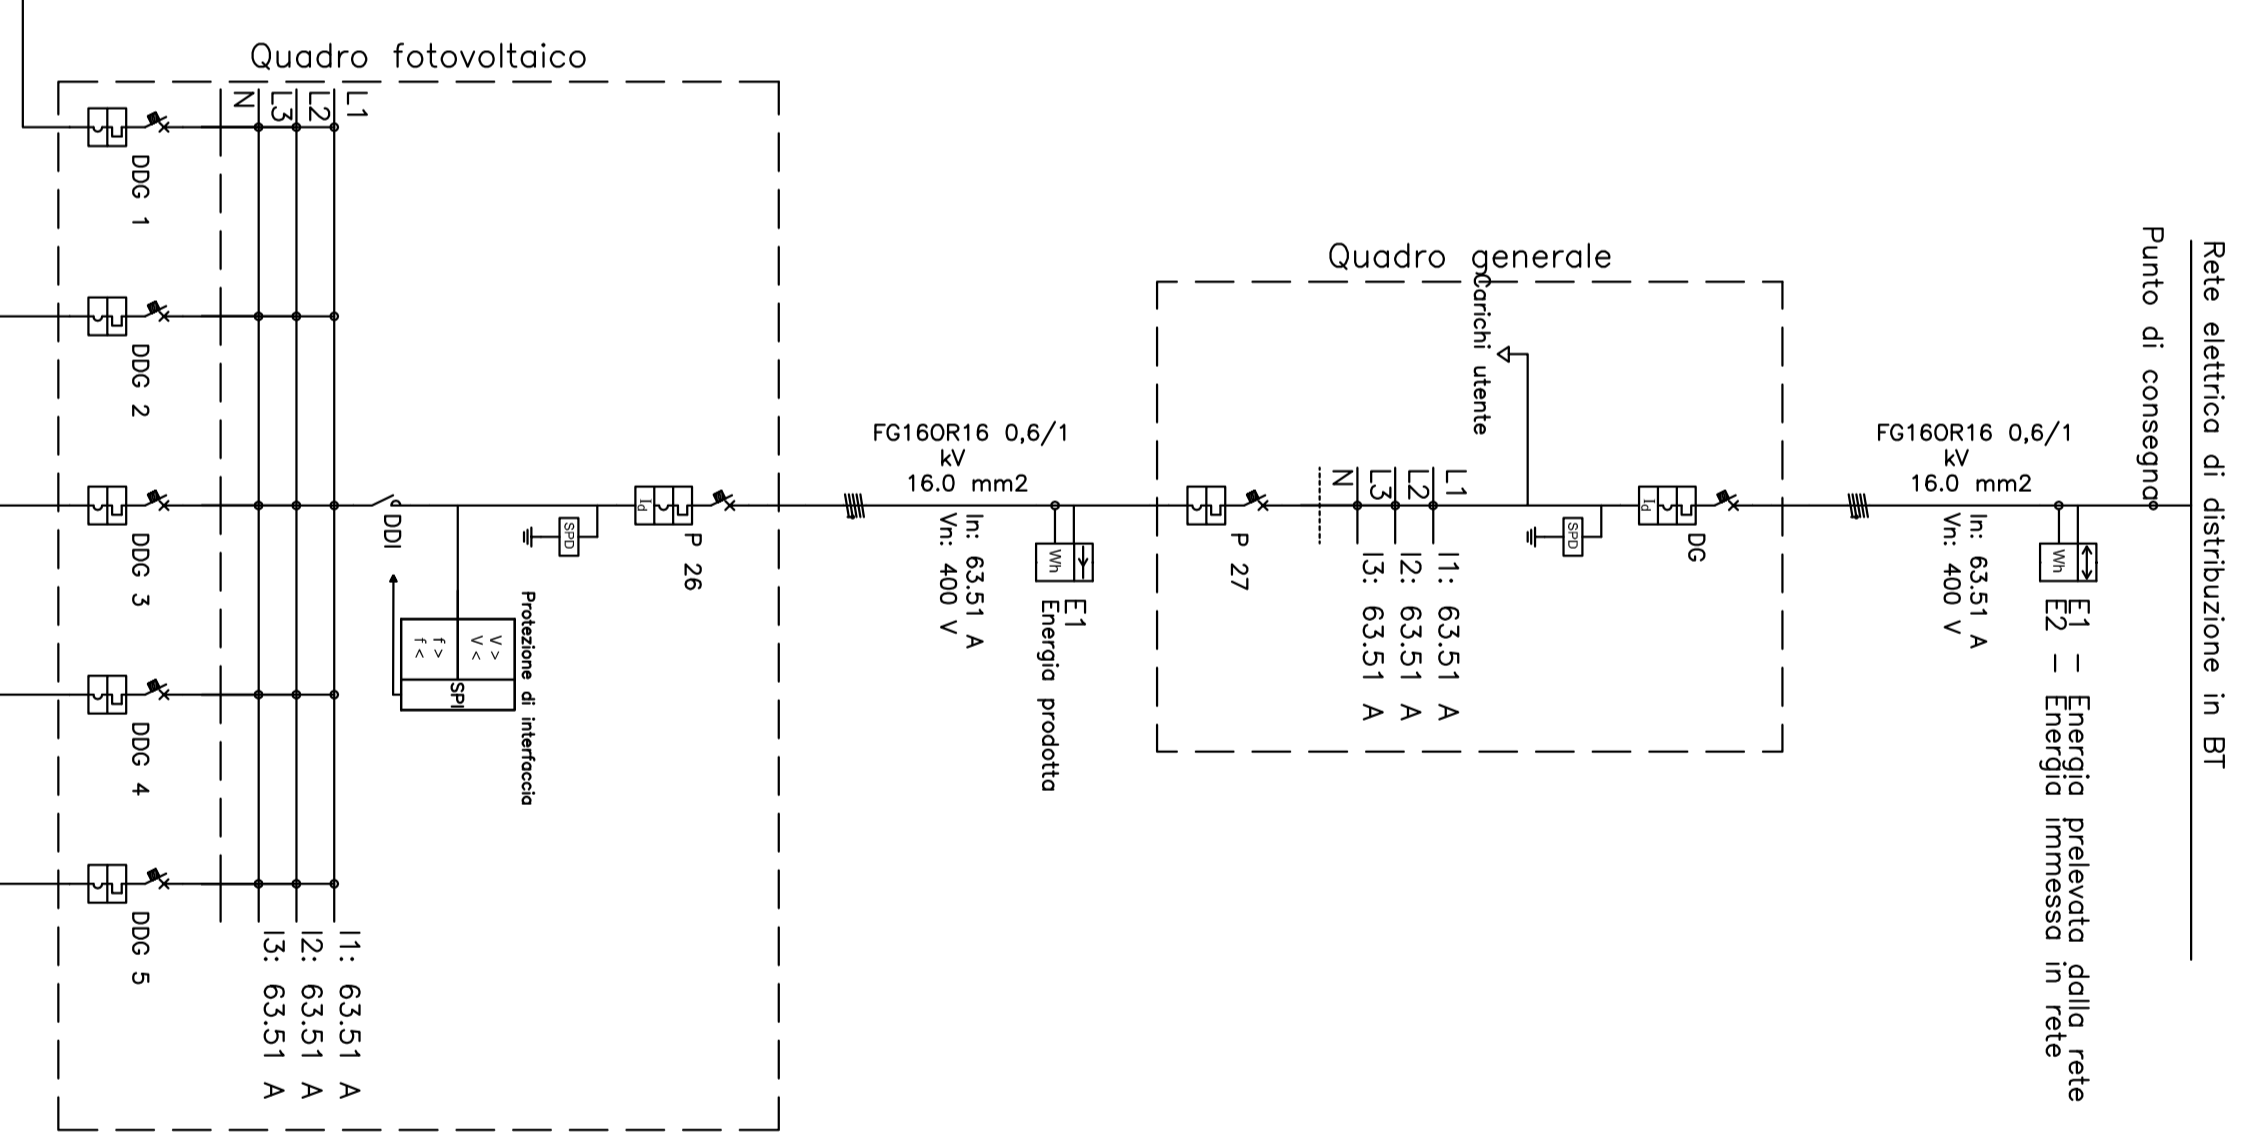 Quadro fotovoltaico
L1
L2
L3
N
DDG 1
DDG 2
DDG 3
DDG 4
DDG 5
I1: 63.51 A
I2: 63.51 A
I3: 63.51 A
DDI
SPD
Id
P 26
Protezione di interfaccia
V >
V <
f >
f <
SPI
FG16OR16 0,6/1
kV
16.0 mm2
In: 63.51 A
Vn: 400 V
Wh
E1
Energia prodotta
Quadro generale
Carichi utente
P 27
L1
L2
L3
N
I1: 63.51 A
I2: 63.51 A
I3: 63.51 A
SPD
Id
DG
FG16OR16 0,6/1
kV
16.0 mm2
In: 63.51 A
Vn: 400 V
Wh
E1 – Energia prelevata dalla rete
E2 – Energia immessa in rete
Punto di consegna
Rete elettrica di distribuzione in BT